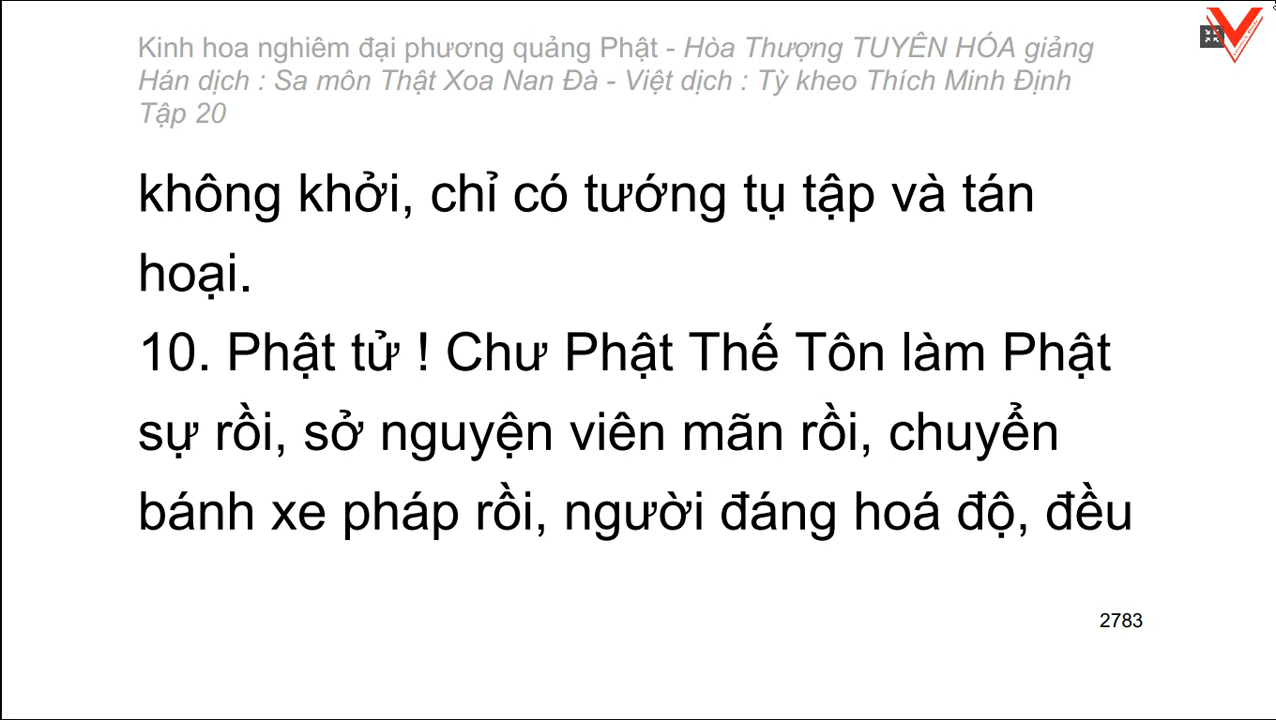 Kinh hoa nghiêm đại phương quảng Phật - Hòa Thượng TUYÊN HÓA giảng
Hán dịch : Sa môn Thật Xoa Nan Đà - Việt dịch : Tỳ kheo Thích Minh Định
Tập 20
không khởi, chỉ có tướng tụ tập và tán
hoại.
10. Phật tử ! Chư Phật Thế Tôn làm Phật
sự rồi, sở nguyện viên mãn rồi, chuyển
bánh xe pháp rồi, người đáng hoá độ, đều
2783